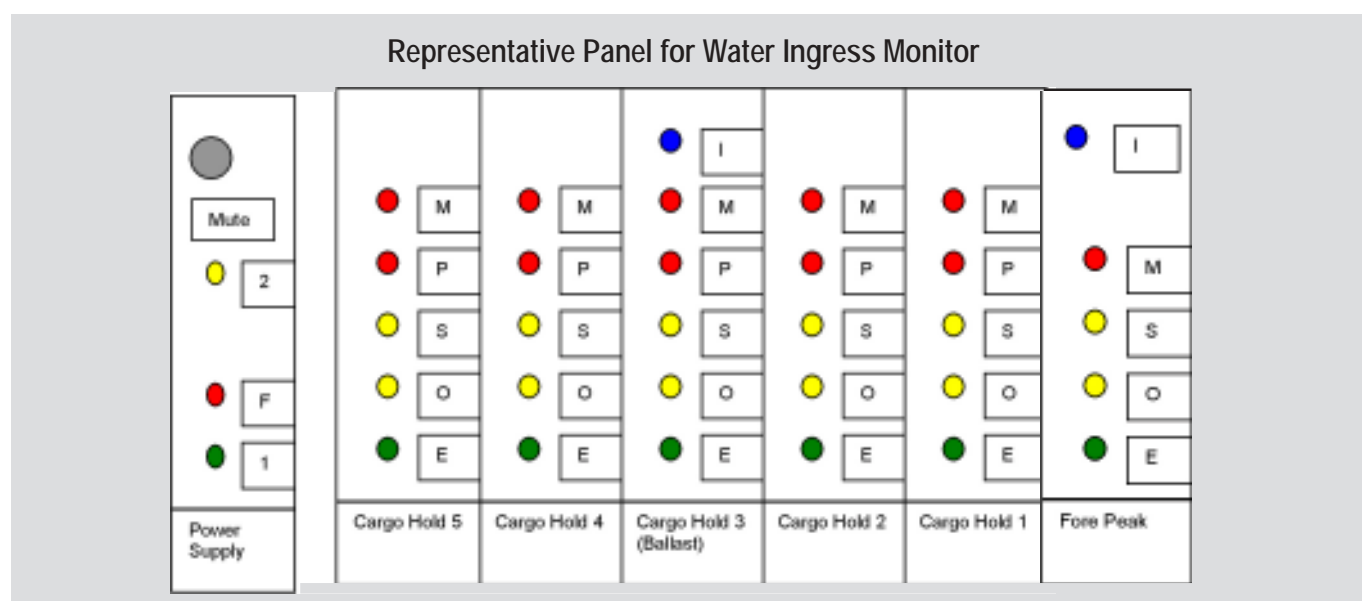 Representative Panel for Water Ingress Monitor
Mute
2
F
1
Power
Supply
M
P
S
O
E
Cargo Hold 5
M
P
S
O
E
Cargo Hold 4
I
M
P
S
O
E
Cargo Hold 3
(Ballast)
M
P
S
O
E
Cargo Hold 2
M
P
S
O
E
Cargo Hold 1
I
M
S
O
E
Fore Peak